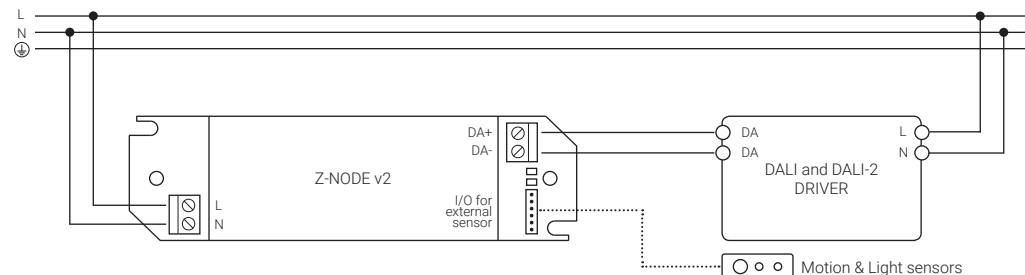 L
N
DA+
DA-
Z-NODE v2
I/O for
external
sensor
L
N
DA
DA
L
N
DALI and DALI-2
DRIVER
Motion & Light sensors